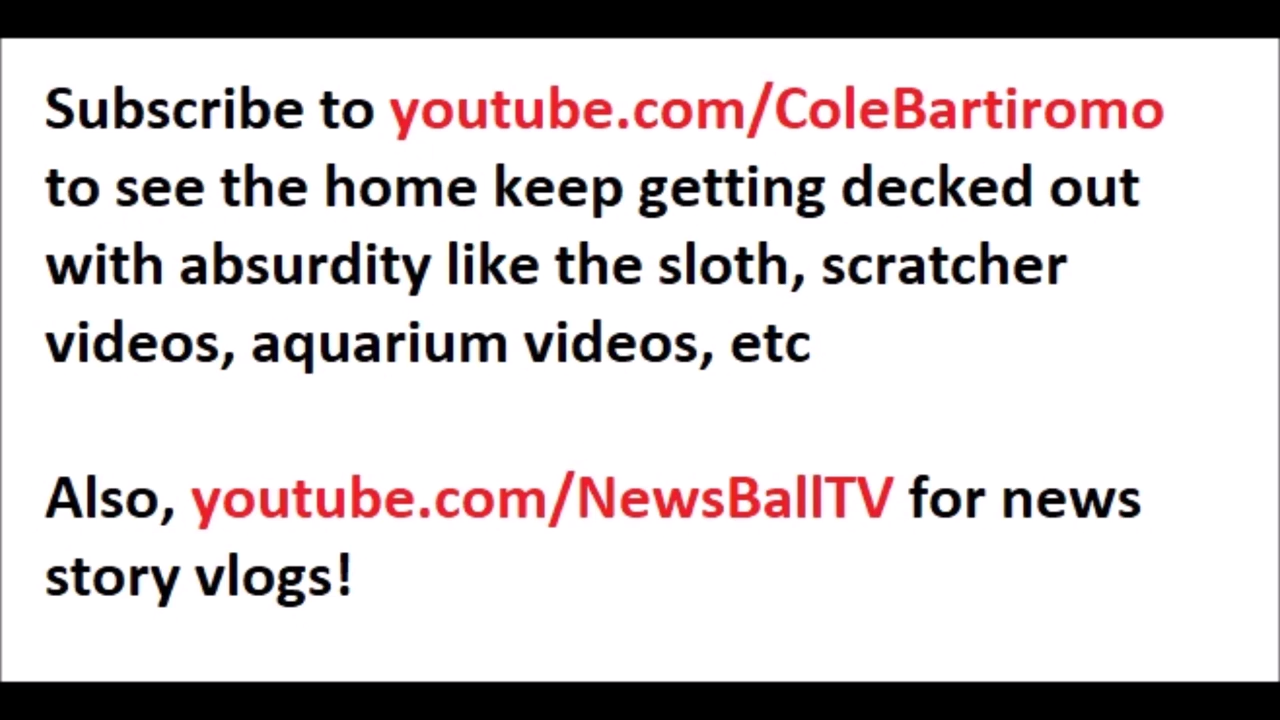 Subscribe to youtube.com/ColeBartiromo
to see the home keep getting decked out
with absurdity like the sloth, scratcher
videos, aquarium videos, etc
Also, youtube.com/NewsBallTV for news
story vlogs!